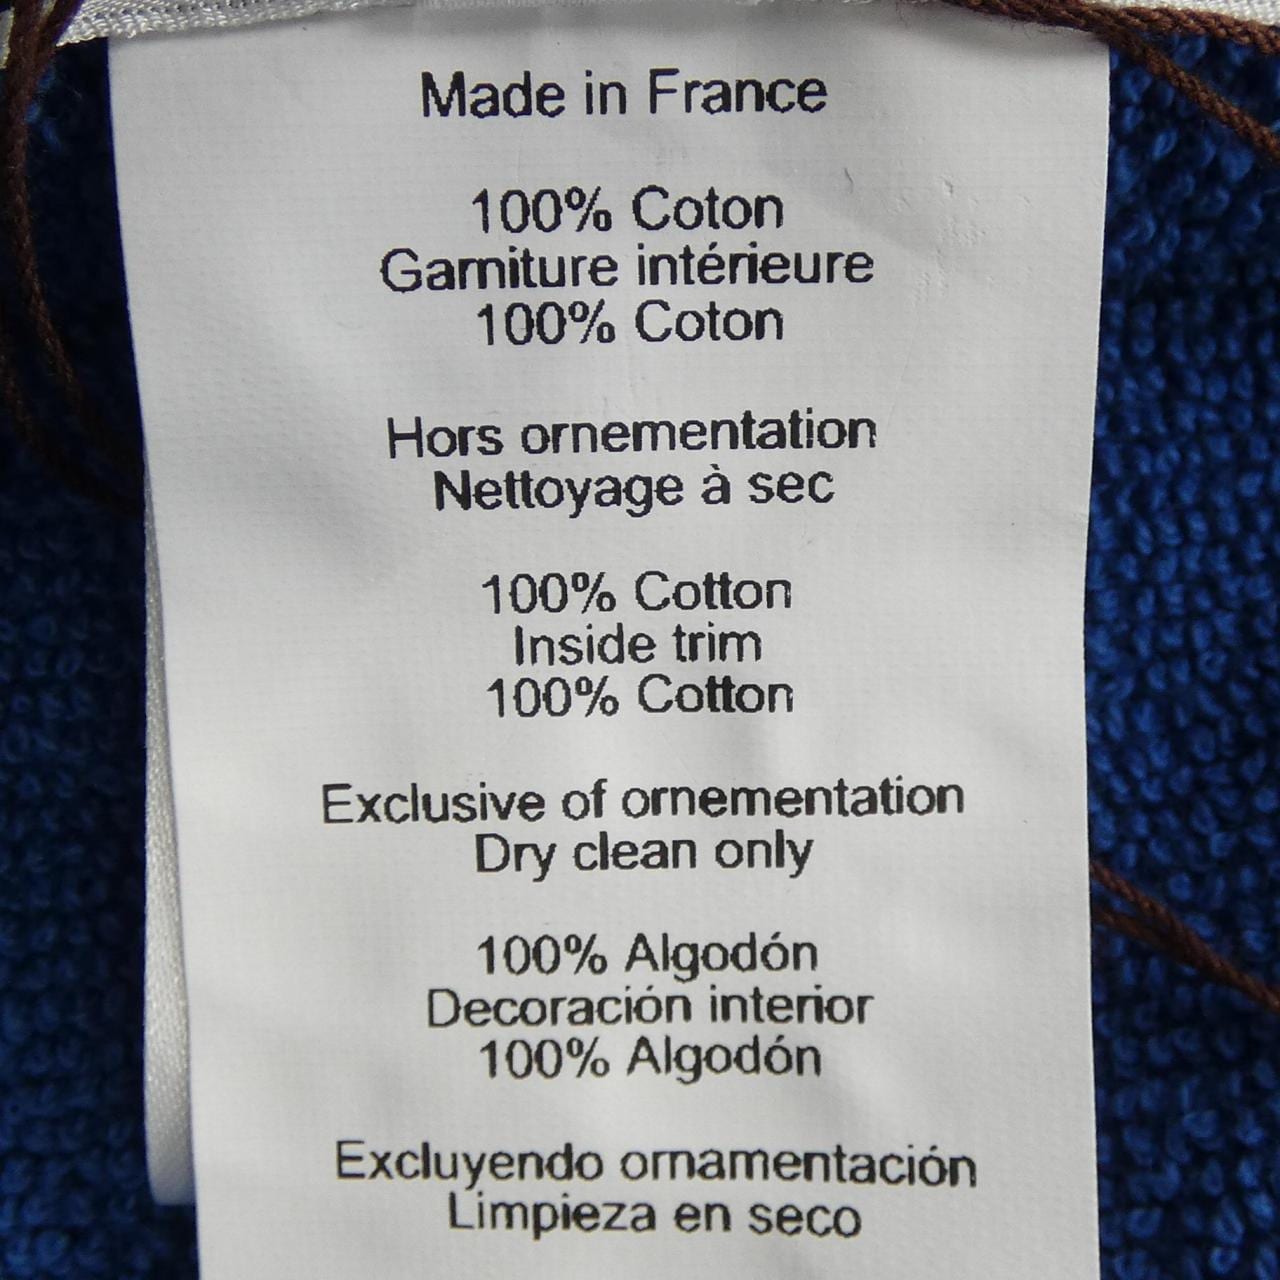 Made in France
100% Coton
Garniture intérieure
100% Coton
Hors ornementation
Nettoyage à sec
100% Cotton
Inside trim
100% Cotton
Exclusive of ornementation
Dry clean only
100% Algodón
Decoración interior
100% Algodón
Excluyendo ornamentación
Limpieza en seco